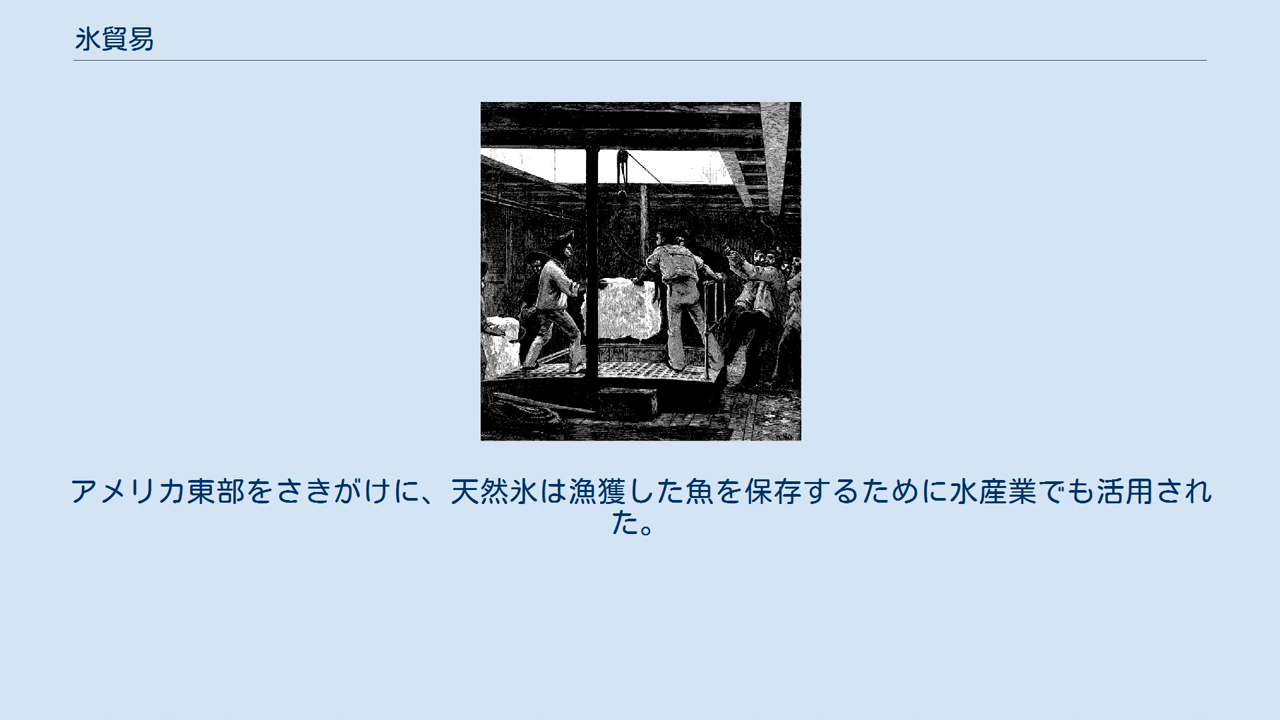 氷貿易
アメリカ東部をさきがけに、天然氷は漁獲した魚を保存するために水産業でも活用され
た。